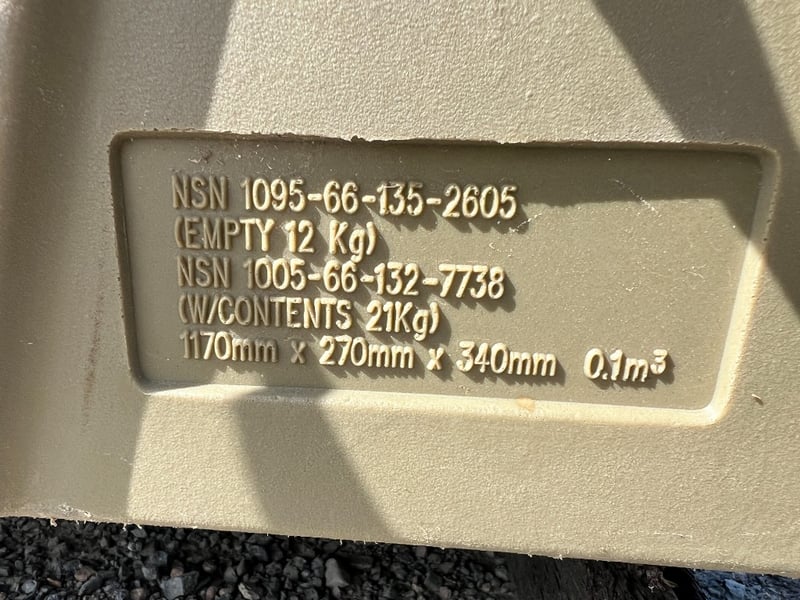 NSN 1095-66-135-2605
(EMPTY 12 Kg)
NSN 1005-66-132-7738
(W/CONTENTS 21Kg)
1170mm x 270mm x 340mm 0.1m³